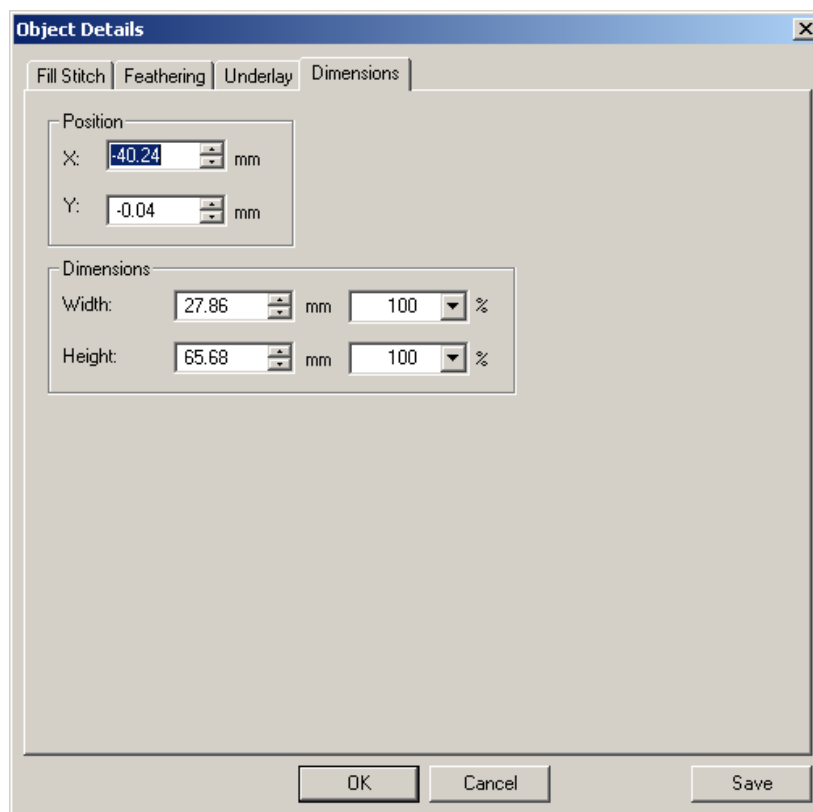 Object Details
Fill Stitch Feathering Underlay Dimensions
Position
X: -40.24 mm
Y: -0.04 mm
Dimensions
Width: 27.86 mm 100 %
Height: 65.68 mm 100 %
OK Cancel Save